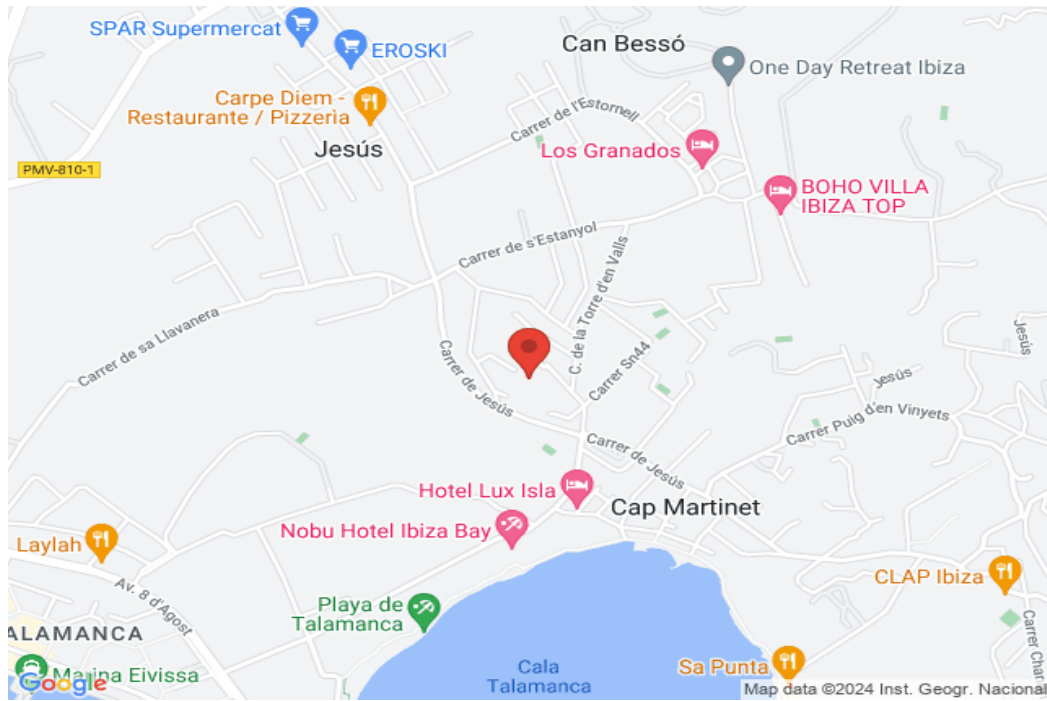 SPAR Supermercat
EROSKI
Can Bessó
One Day Retreat Ibiza
Carpe Diem -
Restaurante / Pizzería
Carrer de l'Estornell
Jesús
Los Granados
PMV-810-1
BOHO VILLA
IBIZA TOP
Carrer de s'Estanyol
C. de la Torre d'en Valls
Carrer de sa Llavanera
Jesús
Carrer de Jesús
Carrer Sn44
Jesús
Carrer Puig d'en Vinyets
Carrer de Jesús
Hotel Lux Isla
Cap Martinet
Nobu Hotel Ibiza Bay
Laylah
CLAP Ibiza
Av. 8 d'Agost
Playa de
Talamanca
ALAMANCA
Carrer Char
Cala
Talamanca
Sa Punta
Marina Eivissa
Google
Map data ©2024 Inst. Geogr. Nacional